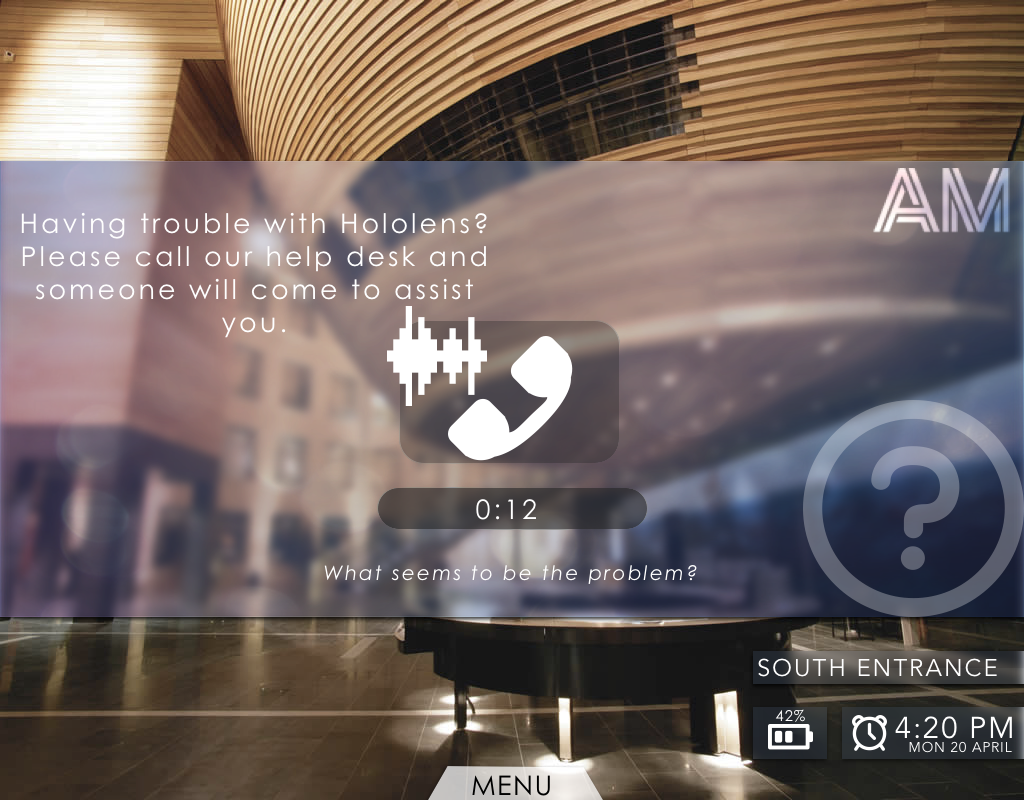 AM
Having trouble with Hololens?
Please call our help desk and
someone will come to assist
you.
0:12
What seems to be the problem?
SOUTH ENTRANCE
42%
4:20 PM
MON 20 APRIL
MENU